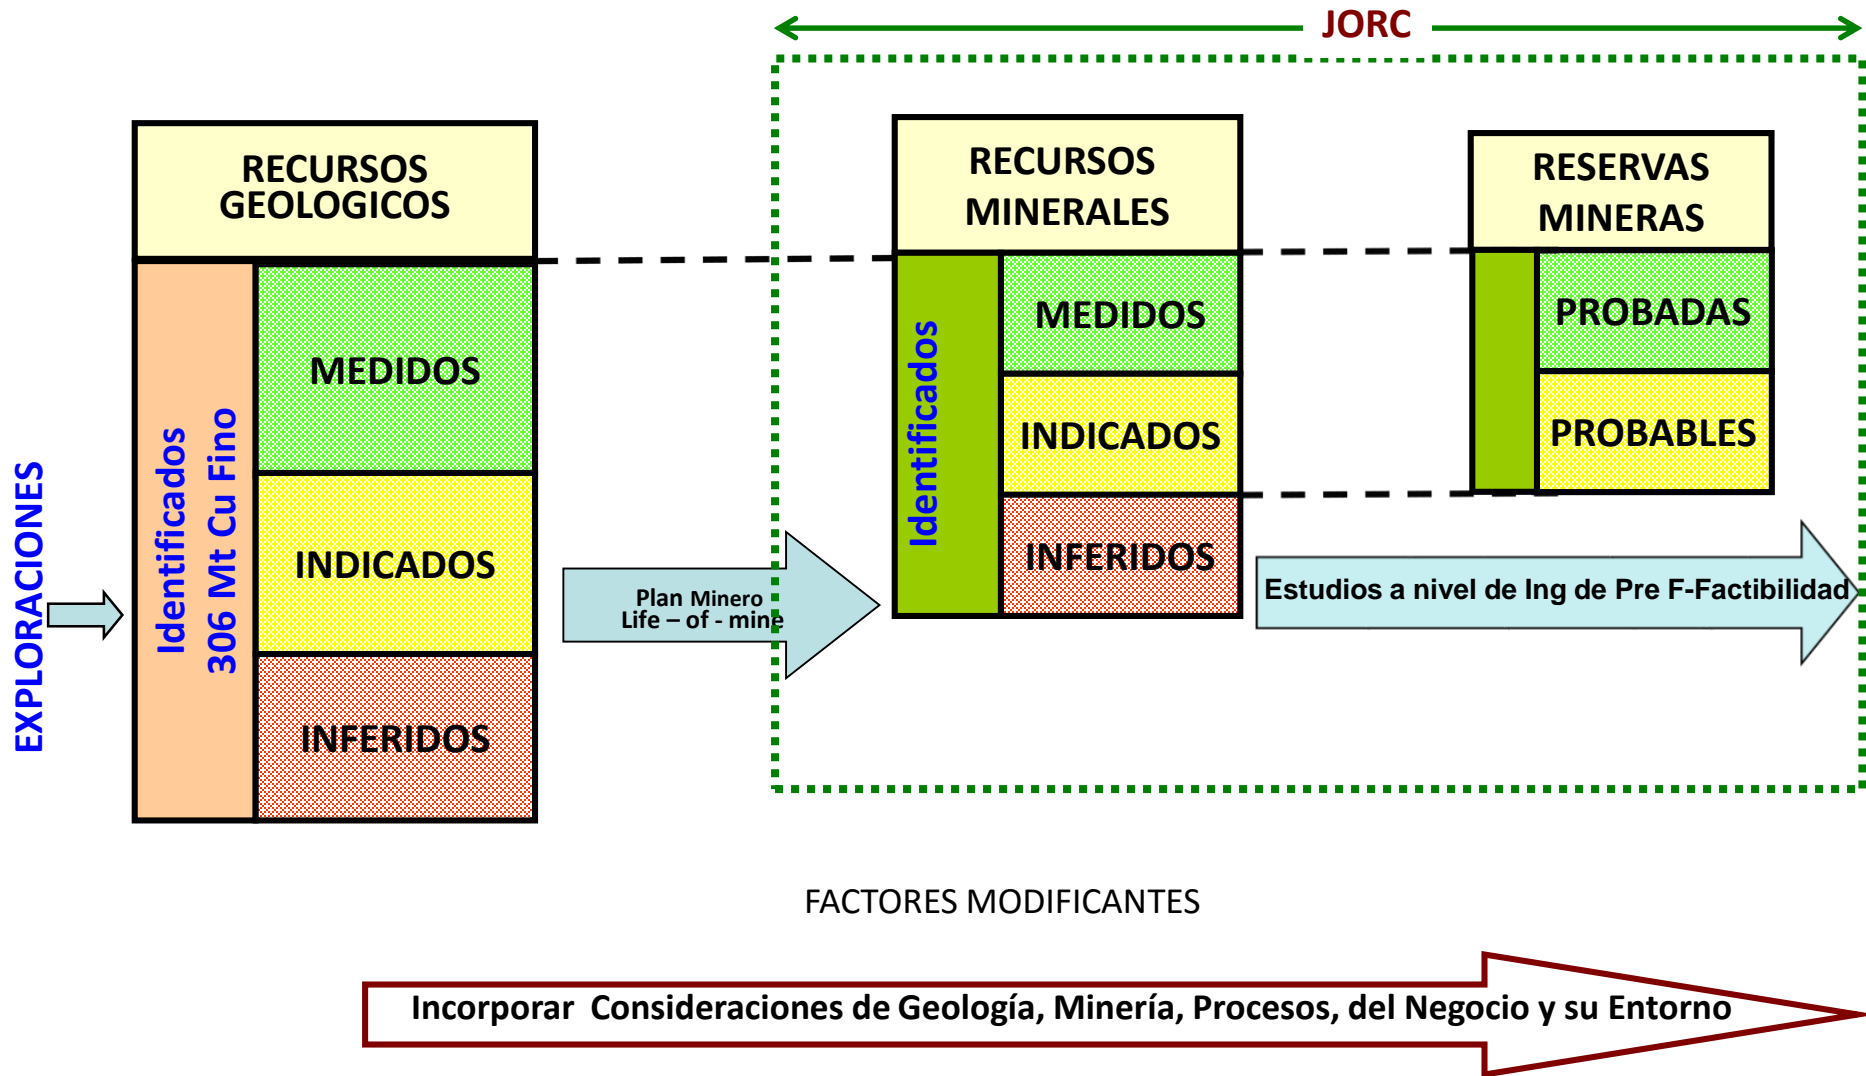 JORC
RECURSOS
GEOLOGICOS
RECURSOS
MINERALES
RESERVAS
MINERAS
EXPLORACIONES
Identificados
306 Mt Cu Fino
MEDIDOS
INDICADOS
INFERIDOS
Plan Minero
Life – of - mine
Identificados
MEDIDOS
INDICADOS
INFERIDOS
PROBADAS
PROBABLES
Estudios a nivel de Ing de Pre F-Factibilidad
FACTORES MODIFICANTES
Incorporar Consideraciones de Geología, Minería, Procesos, del Negocio y su Entorno